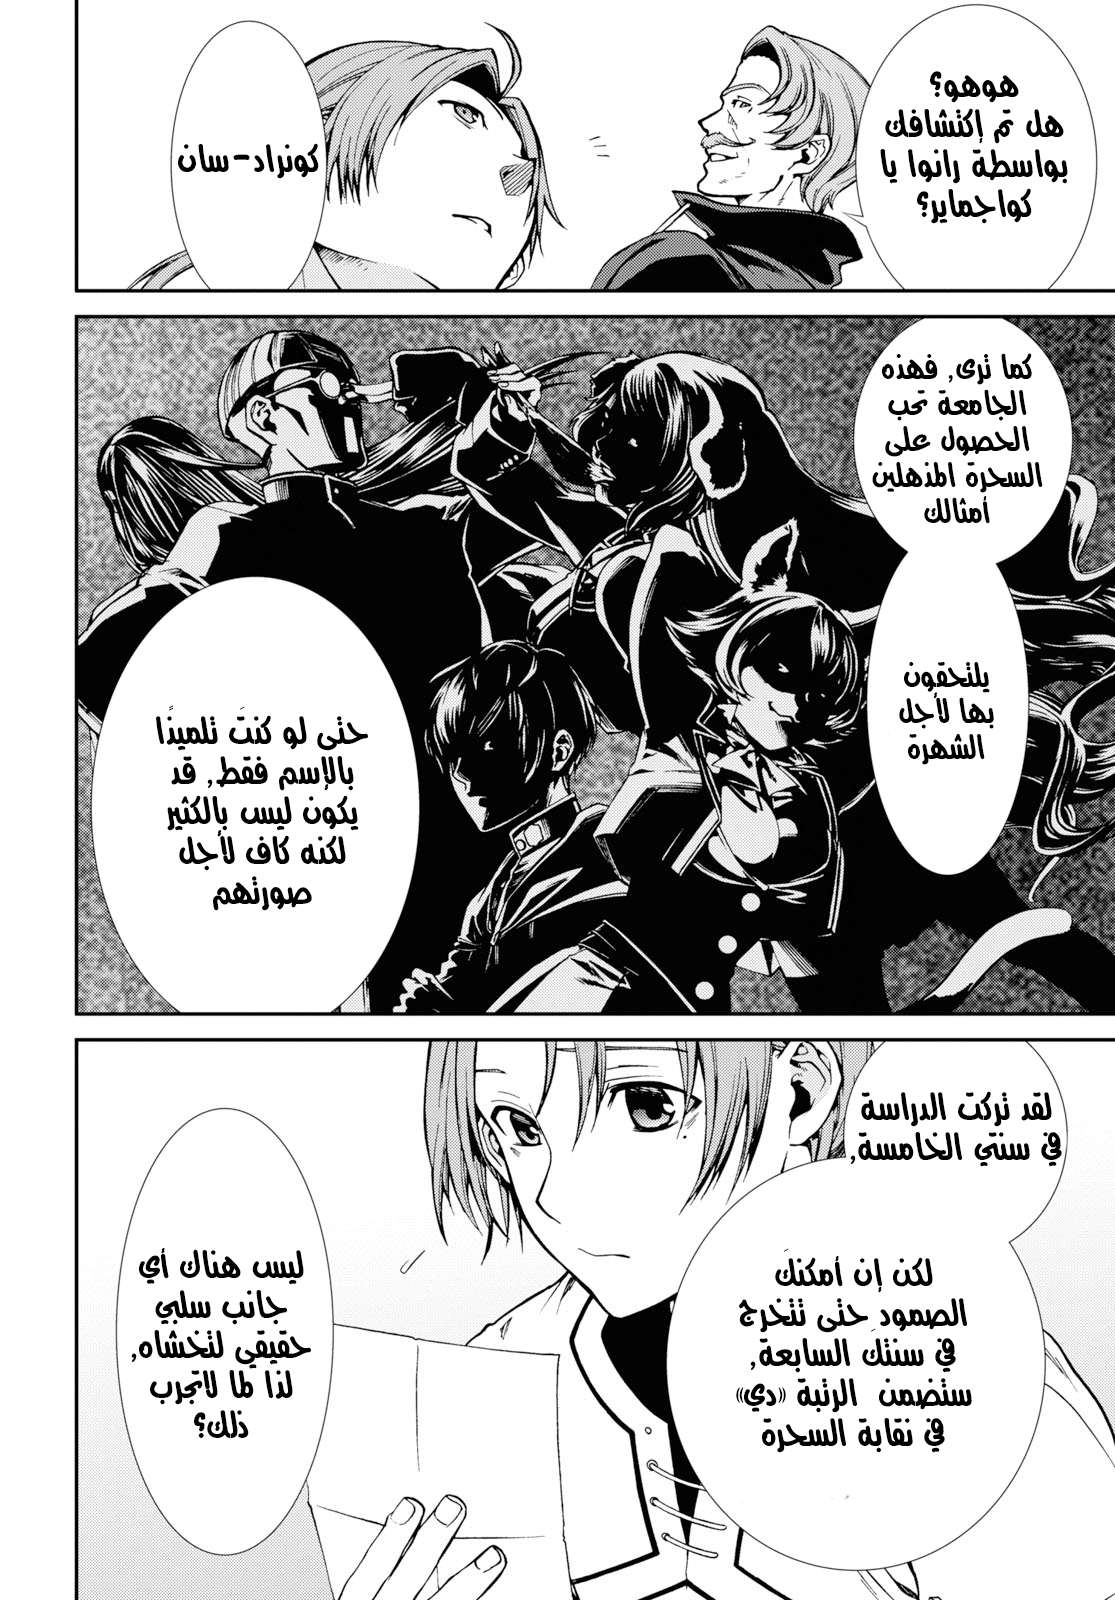 هوهو؟
هل تم إكتشافك
بواسطة رانوا يا
كواجماير؟
كونراد-سان
كما ترى, فهذه
الجامعة تحب
الحصول على
السحرة المذهلين
أمثالك
يلتحقون
بها لأجل
الشهرة
حتى لو كنتَ تلميذًا
بالإسم فقط, قد
يكون ليس بالكثير
لكنه كاف لأجل
صورتهم
لقد تركت الدراسة
في سنتي الخامسة,
لكن إن أمكنكَ
الصمود حتى تتخرج
في سنتكَ السابعة,
ستضمن الرتبة «دي»
في نقابة السحرة
ليس هناك أي
جانب سلبي
حقيقي لتخشاه,
لذا لما لاتجرب
ذلك؟